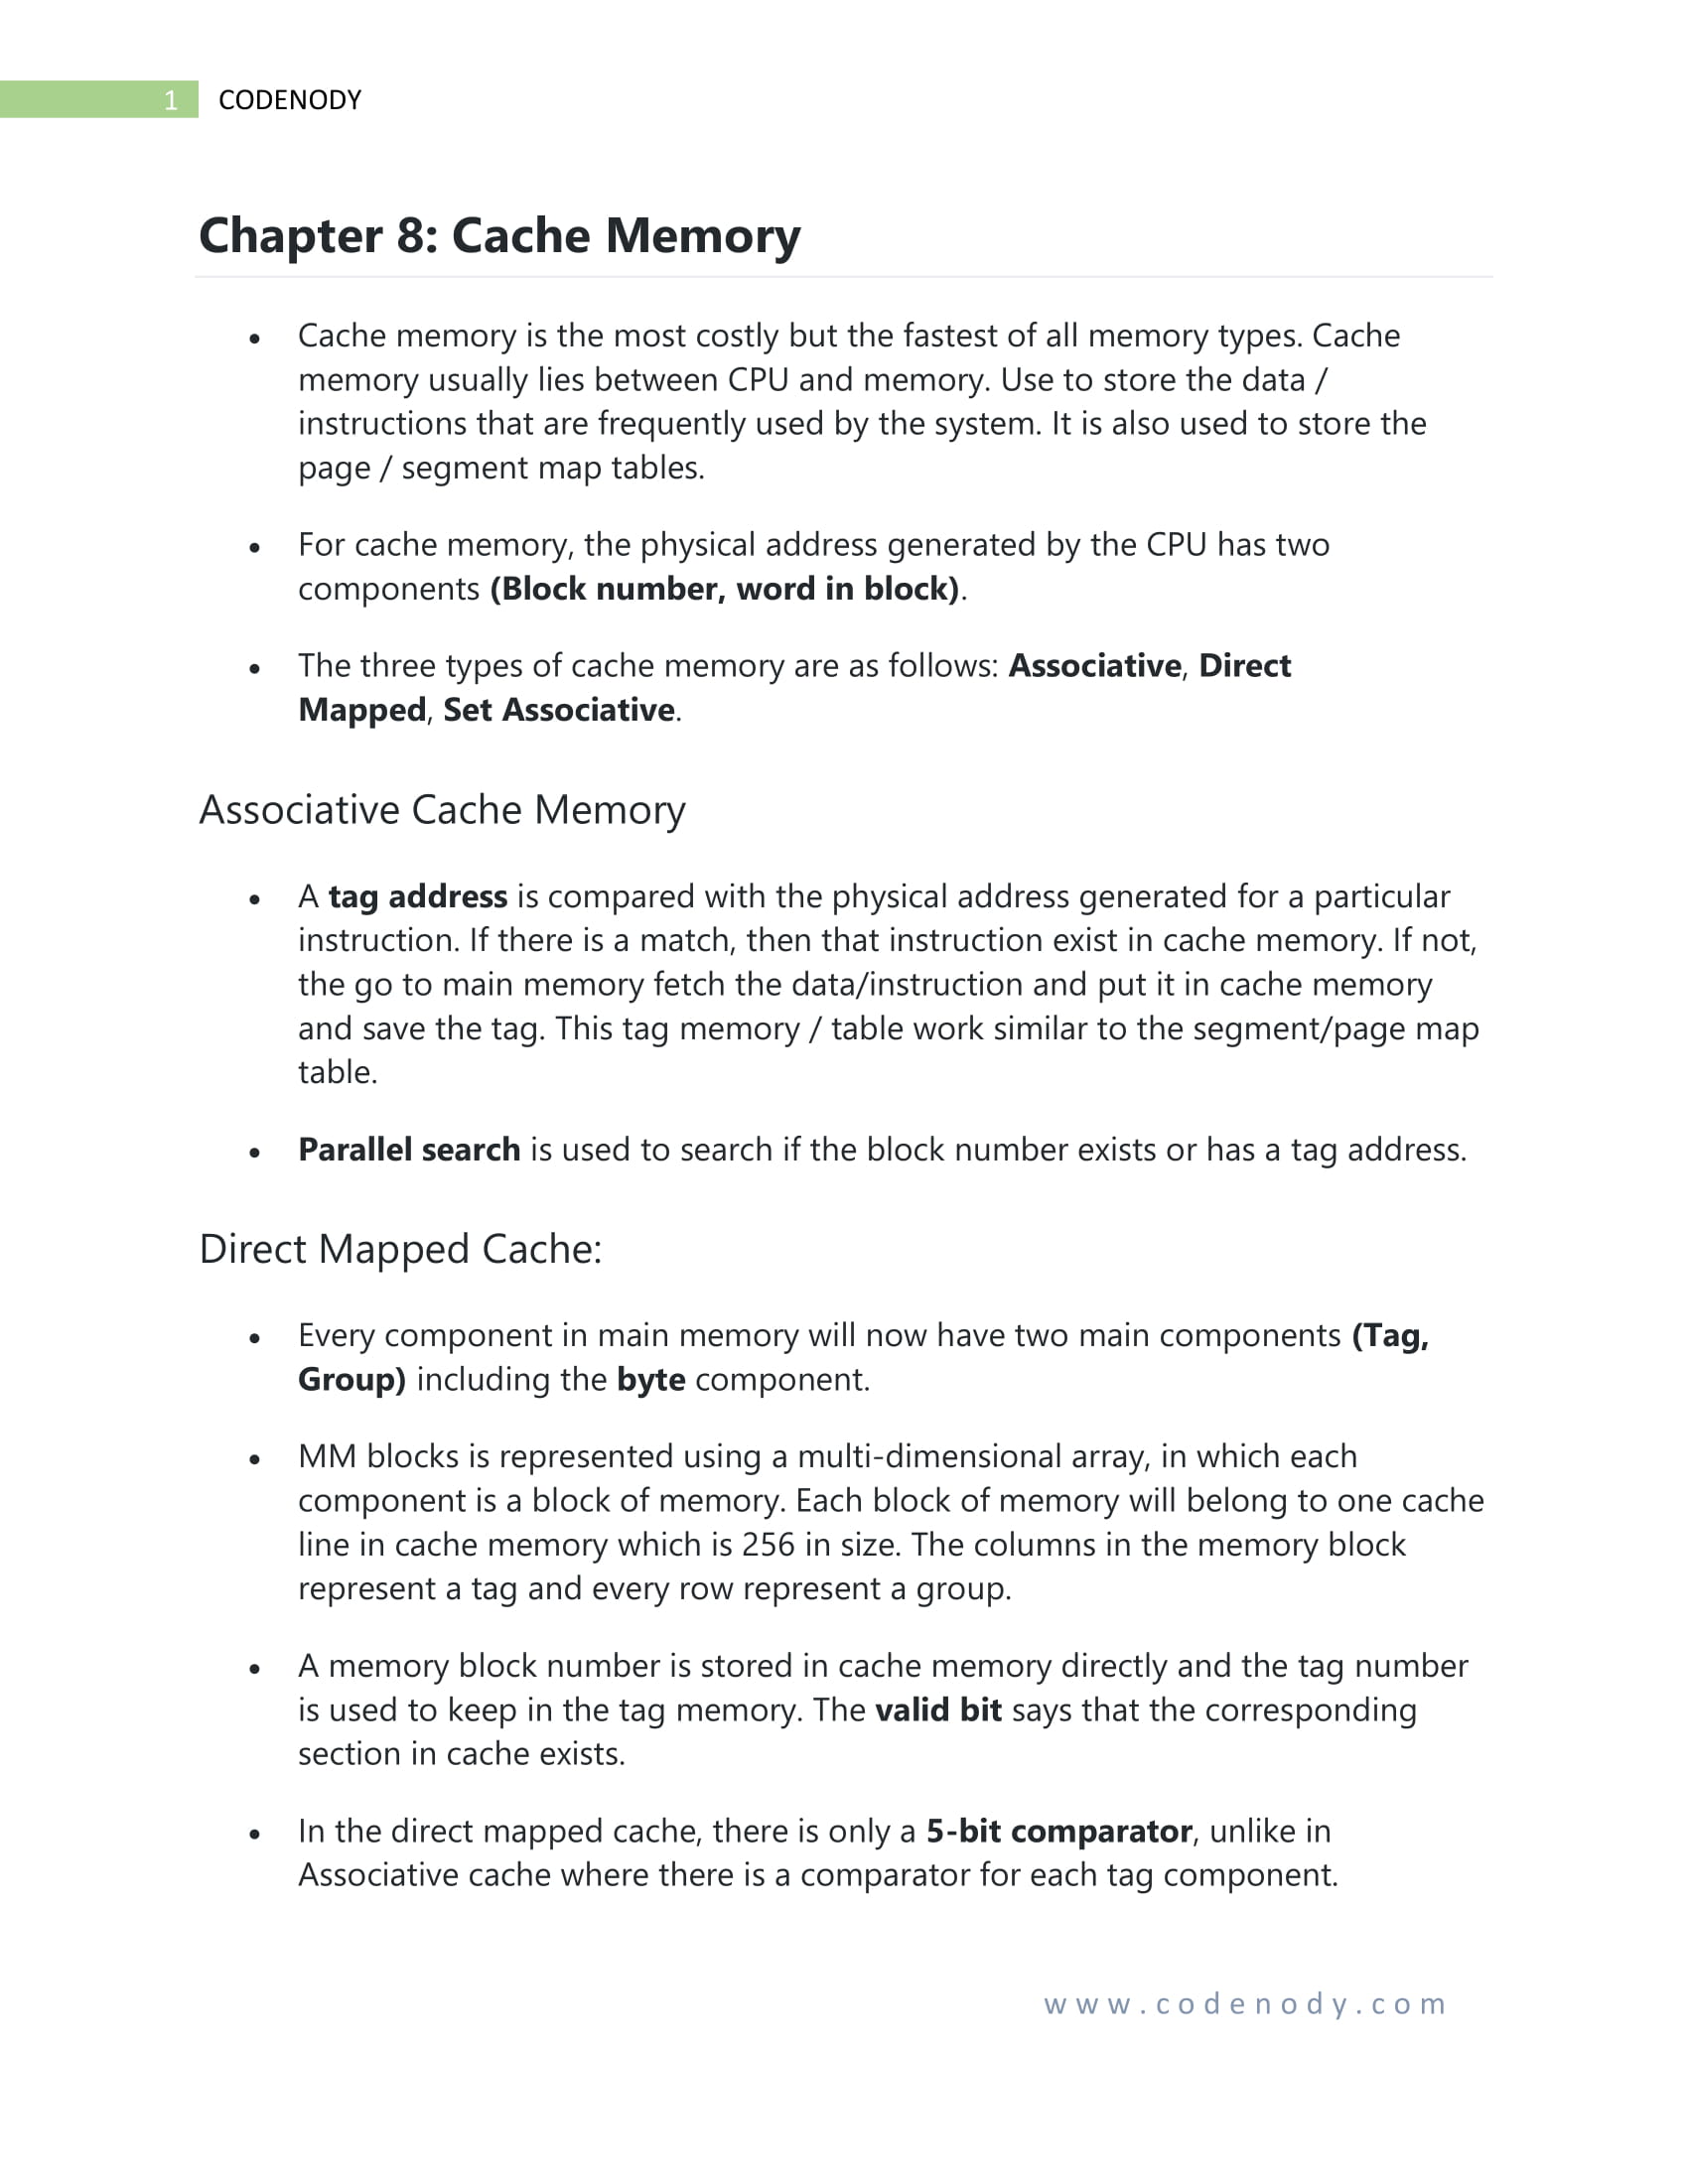 1 CODENODY
Chapter 8: Cache Memory
• Cache memory is the most costly but the fastest of all memory types. Cache
memory usually lies between CPU and memory. Use to store the data /
instructions that are frequently used by the system. It is also used to store the
page / segment map tables.
• For cache memory, the physical address generated by the CPU has two
components (Block number, word in block).
• The three types of cache memory are as follows: Associative, Direct
Mapped, Set Associative.
Associative Cache Memory
• A tag address is compared with the physical address generated for a particular
instruction. If there is a match, then that instruction exist in cache memory. If not,
the go to main memory fetch the data/instruction and put it in cache memory
and save the tag. This tag memory / table work similar to the segment/page map
table.
• Parallel search is used to search if the block number exists or has a tag address.
Direct Mapped Cache:
• Every component in main memory will now have two main components (Tag,
Group) including the byte component.
• MM blocks is represented using a multi-dimensional array, in which each
component is a block of memory. Each block of memory will belong to one cache
line in cache memory which is 256 in size. The columns in the memory block
represent a tag and every row represent a group.
• A memory block number is stored in cache memory directly and the tag number
is used to keep in the tag memory. The valid bit says that the corresponding
section in cache exists.
• In the direct mapped cache, there is only a 5-bit comparator, unlike in
Associative cache where there is a comparator for each tag component.
www.codenody.com